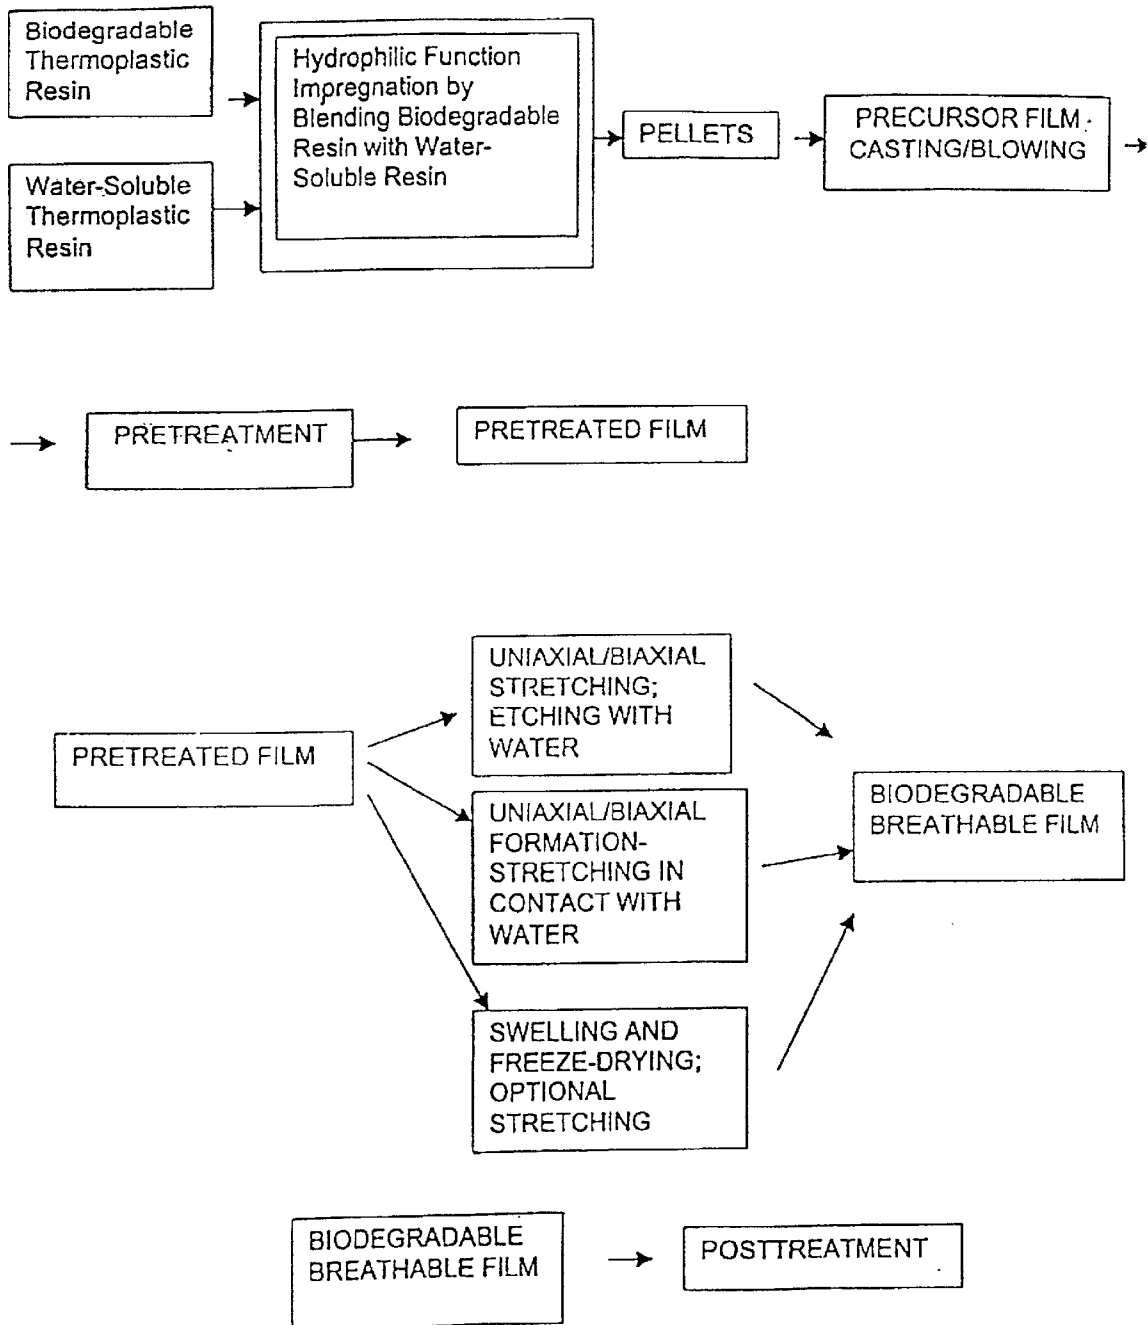 Biodegradable
Thermoplastic
Resin
Water-Soluble
Thermoplastic
Resin
Hydrophilic Function
Impregnation by
Blending Biodegradable
Resin with Water-
Soluble Resin
PELLETS
PRECURSOR FILM
CASTING/BLOWING
PRETREATMENT
PRETREATED FILM
PRETREATED FILM
UNIAXIAL/BIAXIAL
STRETCHING;
ETCHING WITH
WATER
UNIAXIAL/BIAXIAL
FORMATION-
STRETCHING IN
CONTACT WITH
WATER
SWELLING AND
FREEZE-DRYING;
OPTIONAL
STRETCHING
BIODEGRADABLE
BREATHABLE FILM
BIODEGRADABLE
BREATHABLE FILM
POSTTREATMENT